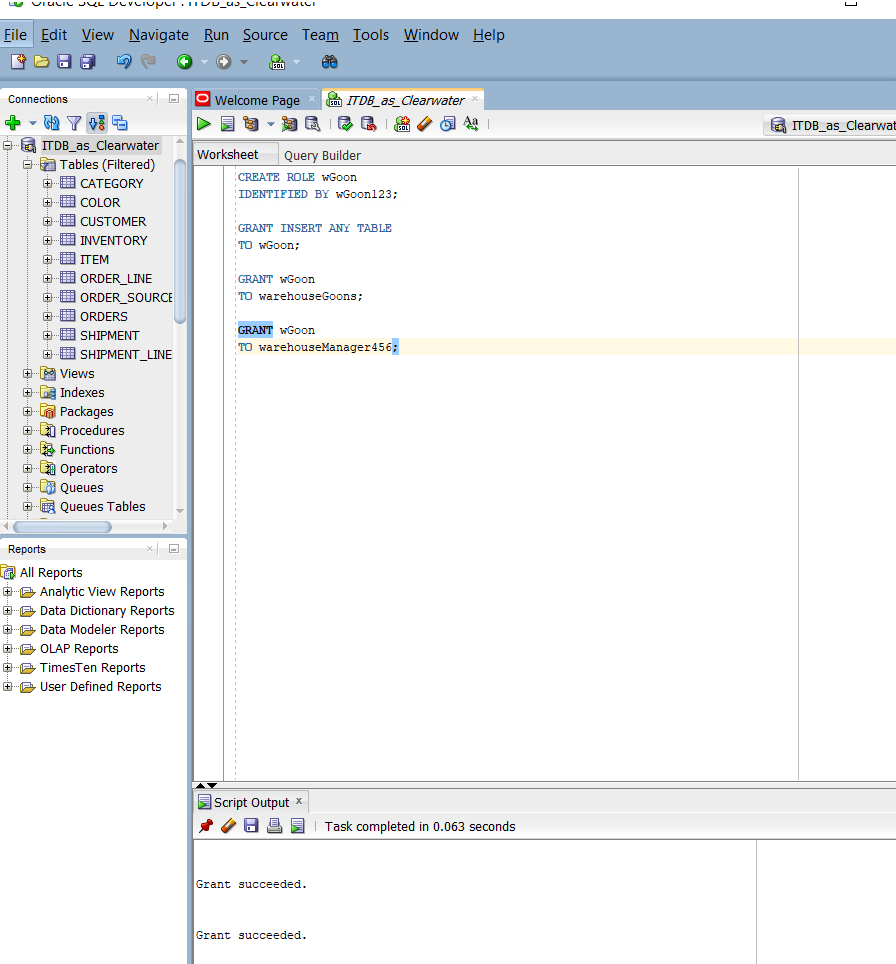 Oracle SQL Developer : ITDB_as_Clearwater
File Edit View Navigate Run Source Team Tools Window Help
Connections
ITDB_as_Clearwater
Tables (Filtered)
CATEGORY
COLOR
CUSTOMER
INVENTORY
ITEM
ORDER_LINE
ORDER_SOURCE
ORDERS
SHIPMENT
SHIPMENT_LINE
Views
Indexes
Packages
Procedures
Functions
Operators
Queues
Queues Tables
Reports
All Reports
Analytic View Reports
Data Dictionary Reports
Data Modeler Reports
OLAP Reports
TimesTen Reports
User Defined Reports
Welcome Page
ITDB_as_Clearwater
ITDB_as_Clearwat
Worksheet Query Builder
CREATE ROLE wGoon
IDENTIFIED BY wGoon123;
GRANT INSERT ANY TABLE
TO wGoon;
GRANT wGoon
TO warehouseGoons;
GRANT wGoon
TO warehouseManager456;
Script Output
Task completed in 0.063 seconds
Grant succeeded.
Grant succeeded.